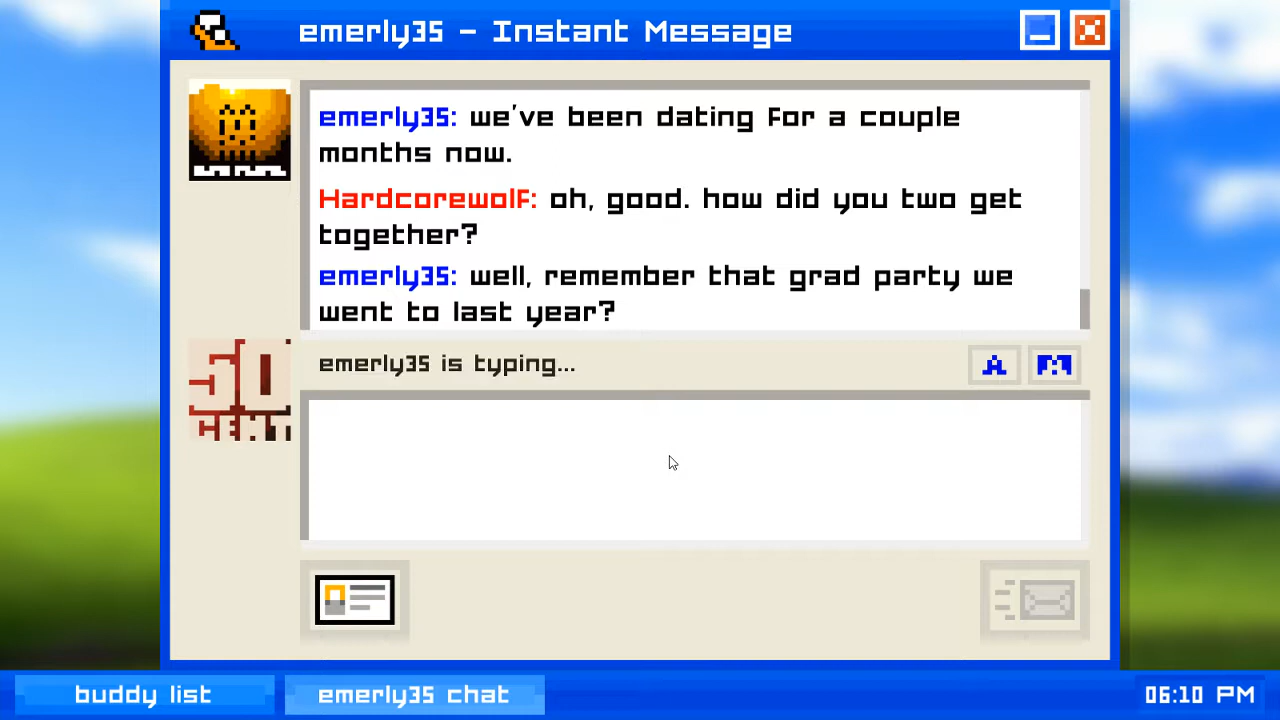 emerly35 - Instant Message
emerly35: we've been dating for a couple
months now.
Hardcorewolf: oh, good. how did you two get
together?
emerly35: well, remember that grad party we
went to last year?
emerly35 is typing...
A
50
CENT
buddy list
emerly35 chat
06:10 PM